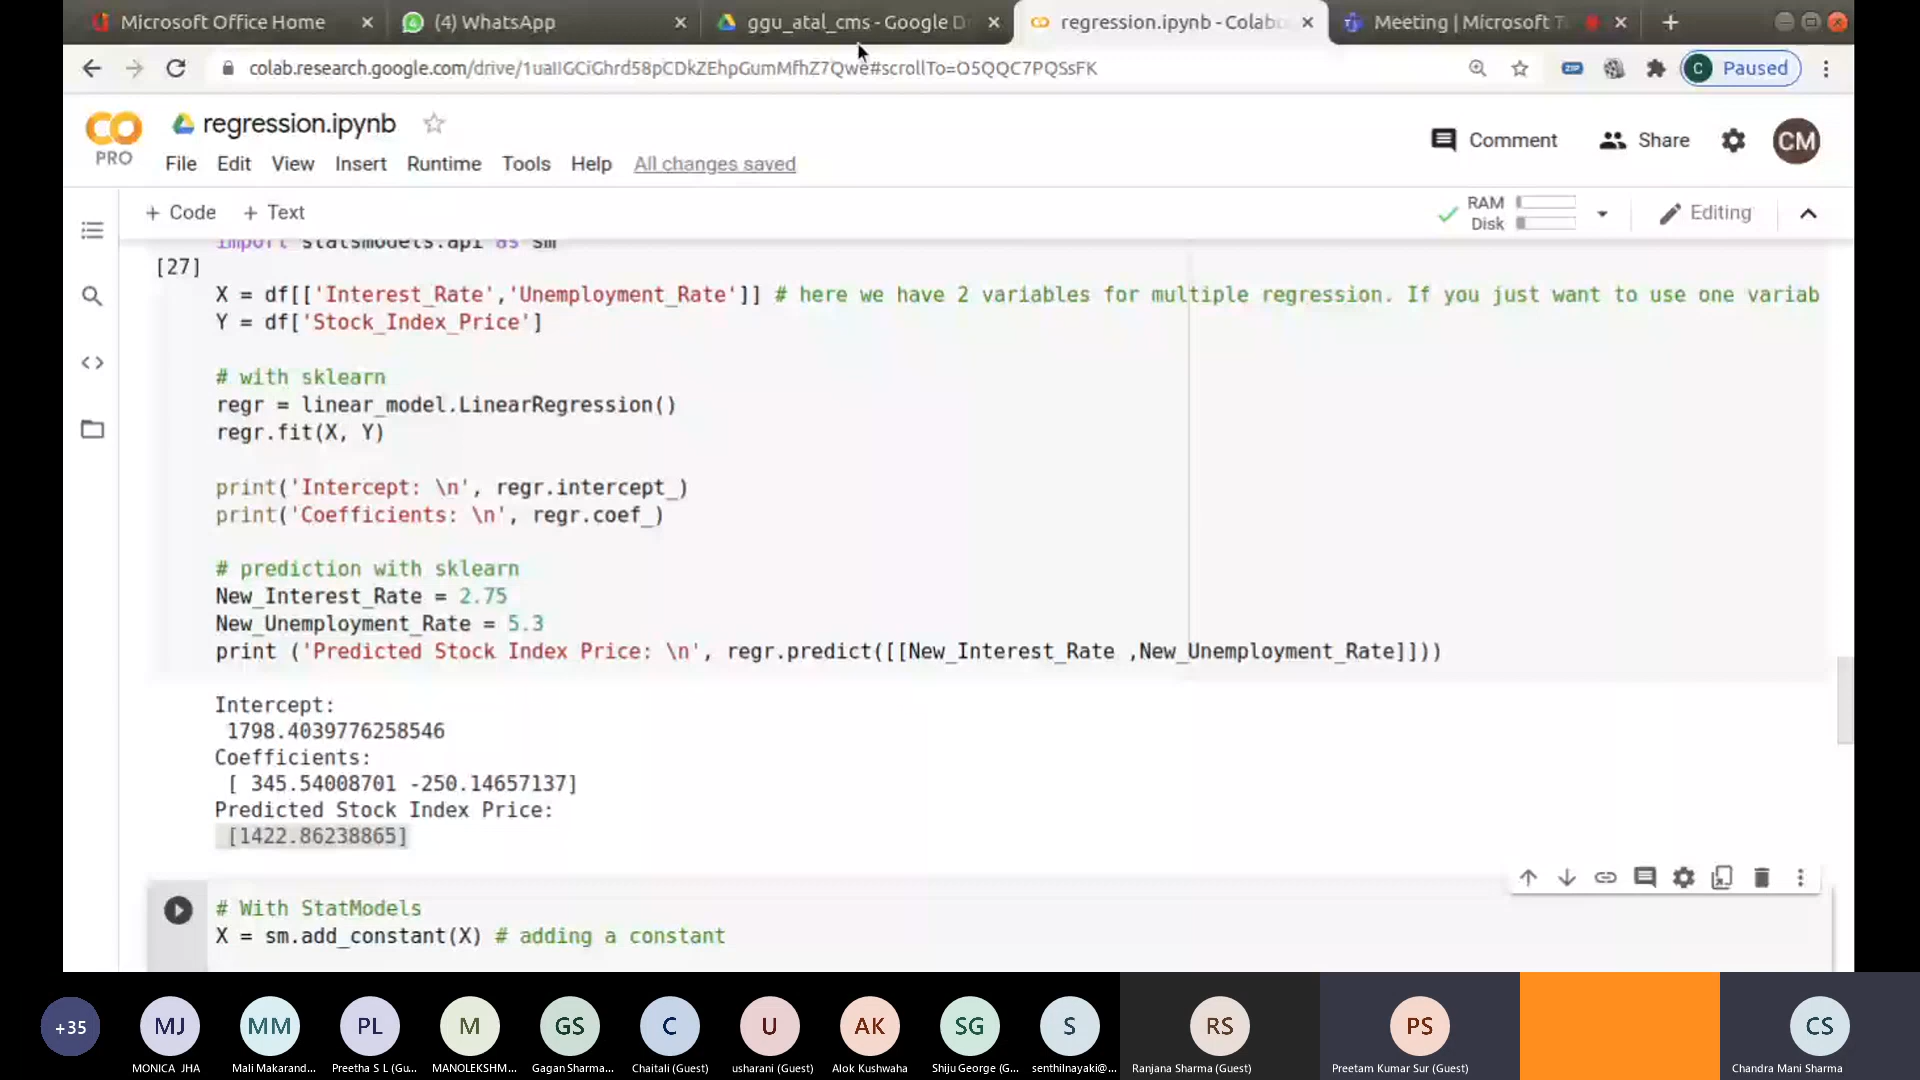 Microsoft Office Home
(4) WhatsApp
ggu_atal_cms - Google D
regression.ipynb - Colabo
Meeting | Microsoft T
colab.research.google.com/drive/
#scrollTo=O5QQC7PQSsFK
ZIP
C Paused
CO
PRO
regression.ipynb
Comment
Share
CM
File Edit View Insert Runtime Tools Help All changes saved
+ Code + Text
RAM
Disk
Editing
import statsmodels.api as sm
[27]
X = df[['Interest_Rate','Unemployment_Rate']] # here we have 2 variables for multiple regression. If you just want to use one variab
Y = df['Stock_Index_Price']
# with sklearn
regr = linear_model.LinearRegression()
regr.fit(X, Y)
print('Intercept: \n', regr.intercept_)
print('Coefficients: \n', regr.coef_)
# prediction with sklearn
New_Interest_Rate = 2.75
New_Unemployment_Rate = 5.3
print ('Predicted Stock Index Price: \n', regr.predict([[New_Interest_Rate ,New_Unemployment_Rate]]))
Intercept:
1798.4039776258546
Coefficients:
[ 345.54008701 -250.14657137]
Predicted Stock Index Price:
[1422.86238865]
# With StatModels
X = sm.add_constant(X) # adding a constant
+35
MJ
MM
PL
M
GS
C
U
AK
SG
S
RS
PS
CS
MONICA JHA
Mali Makarand...
Preetha S L (Gu...
MANOLEKSHM...
Gagan Sharma...
Chaitali (Guest)
usharani (Guest)
Alok Kushwaha
Shiju George (G...
senthilnayaki@...
Ranjana Sharma (Guest)
Preetam Kumar Sur (Guest)
Chandra Mani Sharma